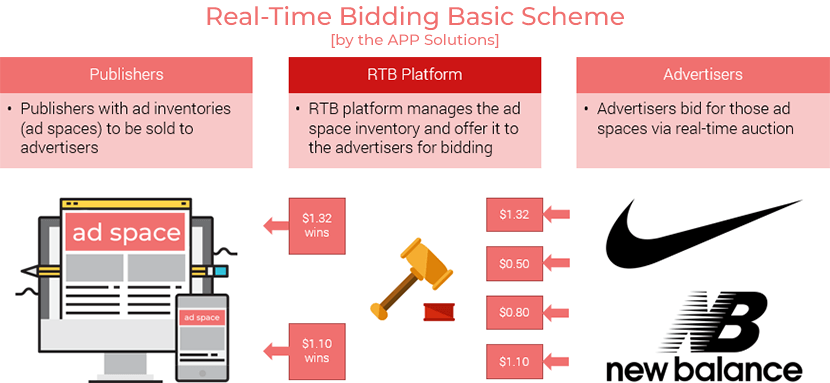 Real-Time Bidding Basic Scheme
[by the APP Solutions]
Publishers
• Publishers with ad inventories
(ad spaces) to be sold to
advertisers
RTB Platform
• RTB platform manages the ad
space inventory and offer it to
the advertisers for bidding
Advertisers
• Advertisers bid for those ad
spaces via real-time auction
ad space
ad space
$1.32
wins
$1.10
wins
$1.32
$0.50
$0.80
$1.10
NB
new balance